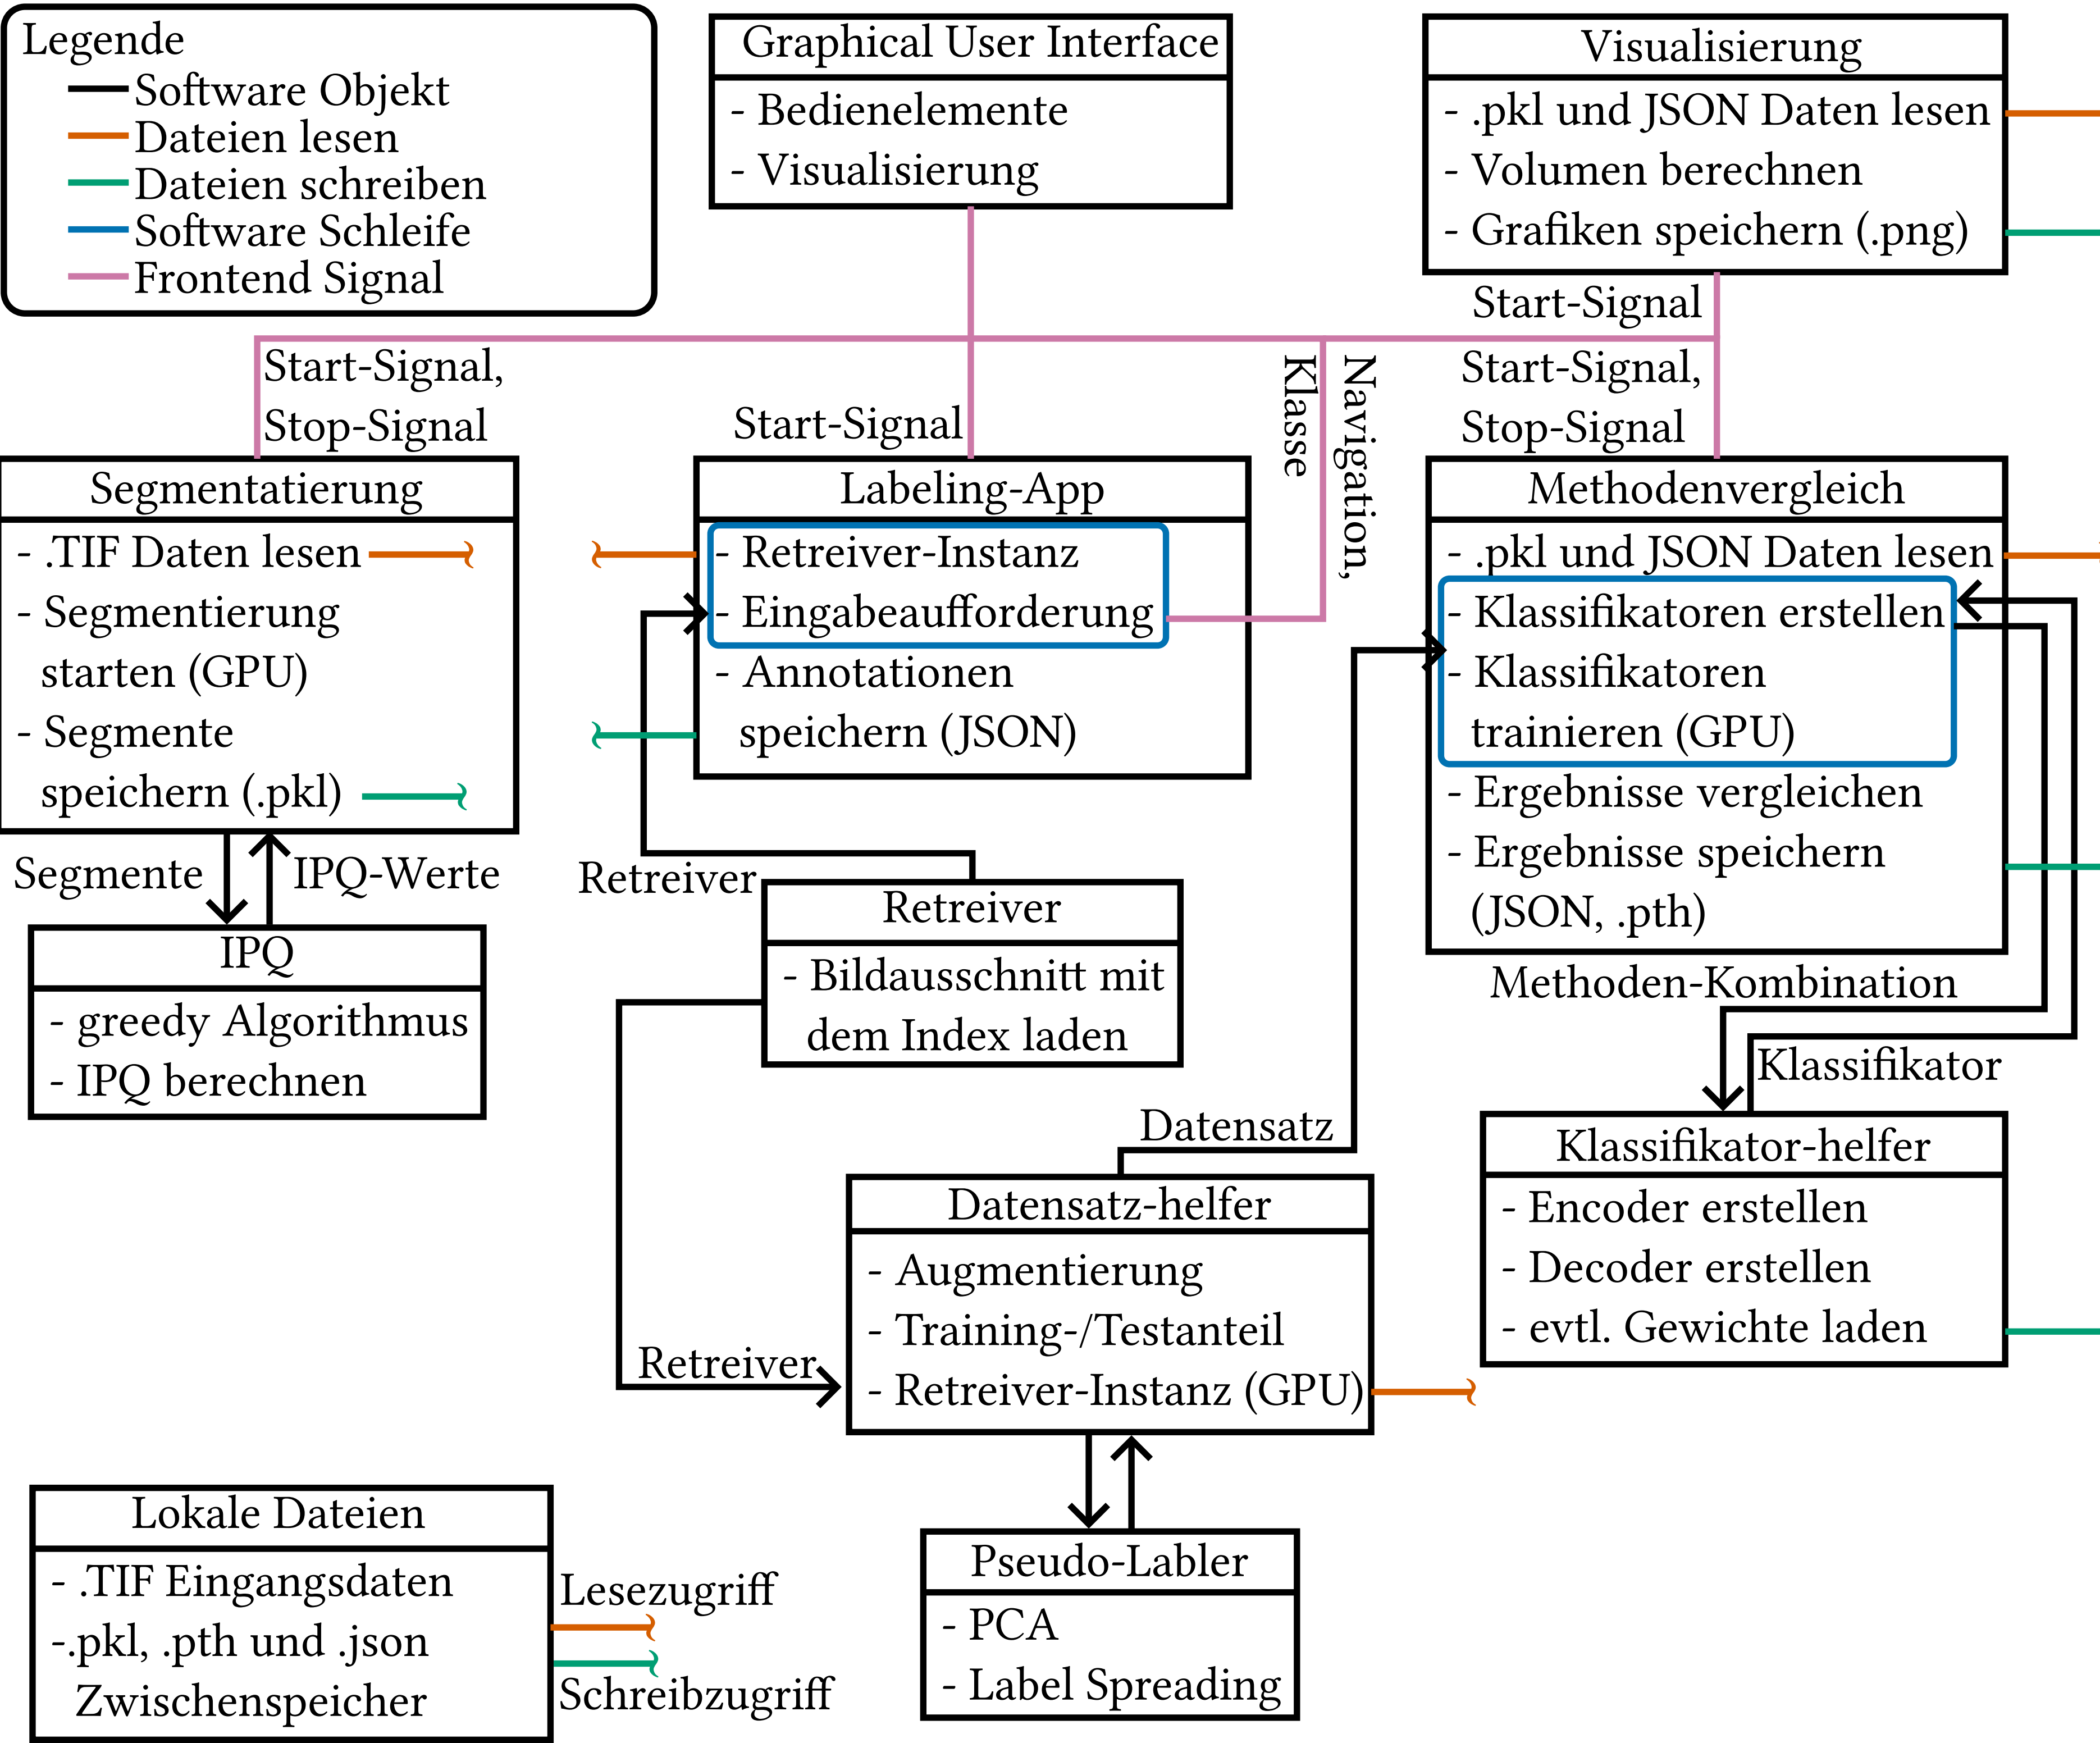 Legende
Software Objekt
Dateien lesen
Dateien schreiben
Software Schleife
Frontend Signal
Graphical User Interface
- Bedienelemente
- Visualisierung
Visualisierung
- .pkl und JSON Daten lesen
- Volumen berechnen
- Grafiken speichern (.png)
Start-Signal
Start-Signal,
Stop-Signal
Start-Signal
Klasse
Navigation,
Start-Signal,
Stop-Signal
Segmentatierung
- .TIF Daten lesen
- Segmentierung
starten (GPU)
- Segmente
speichern (.pkl)
Labeling-App
- Retreiver-Instanz
- Eingabeaufforderung
- Annotationen
speichern (JSON)
Methodenvergleich
- .pkl und JSON Daten lesen
- Klassifikatoren erstellen
- Klassifikatoren
trainieren (GPU)
- Ergebnisse vergleichen
- Ergebnisse speichern
(JSON, .pth)
Segmente
IPQ-Werte
Retreiver
IPQ
- greedy Algorithmus
- IPQ berechnen
Retreiver
- Bildausschnitt mit
dem Index laden
Methoden-Kombination
Klassifikator
Datensatz
Klassifikator-helfer
- Encoder erstellen
- Decoder erstellen
- evtl. Gewichte laden
Datensatz-helfer
- Augmentierung
- Training-/Testanteil
- Retreiver-Instanz (GPU)
Retreiver
Lokale Dateien
- .TIF Eingangsdaten
-.pkl, .pth und .json
Zwischenspeicher
Lesezugriff
Schreibzugriff
Pseudo-Labler
- PCA
- Label Spreading